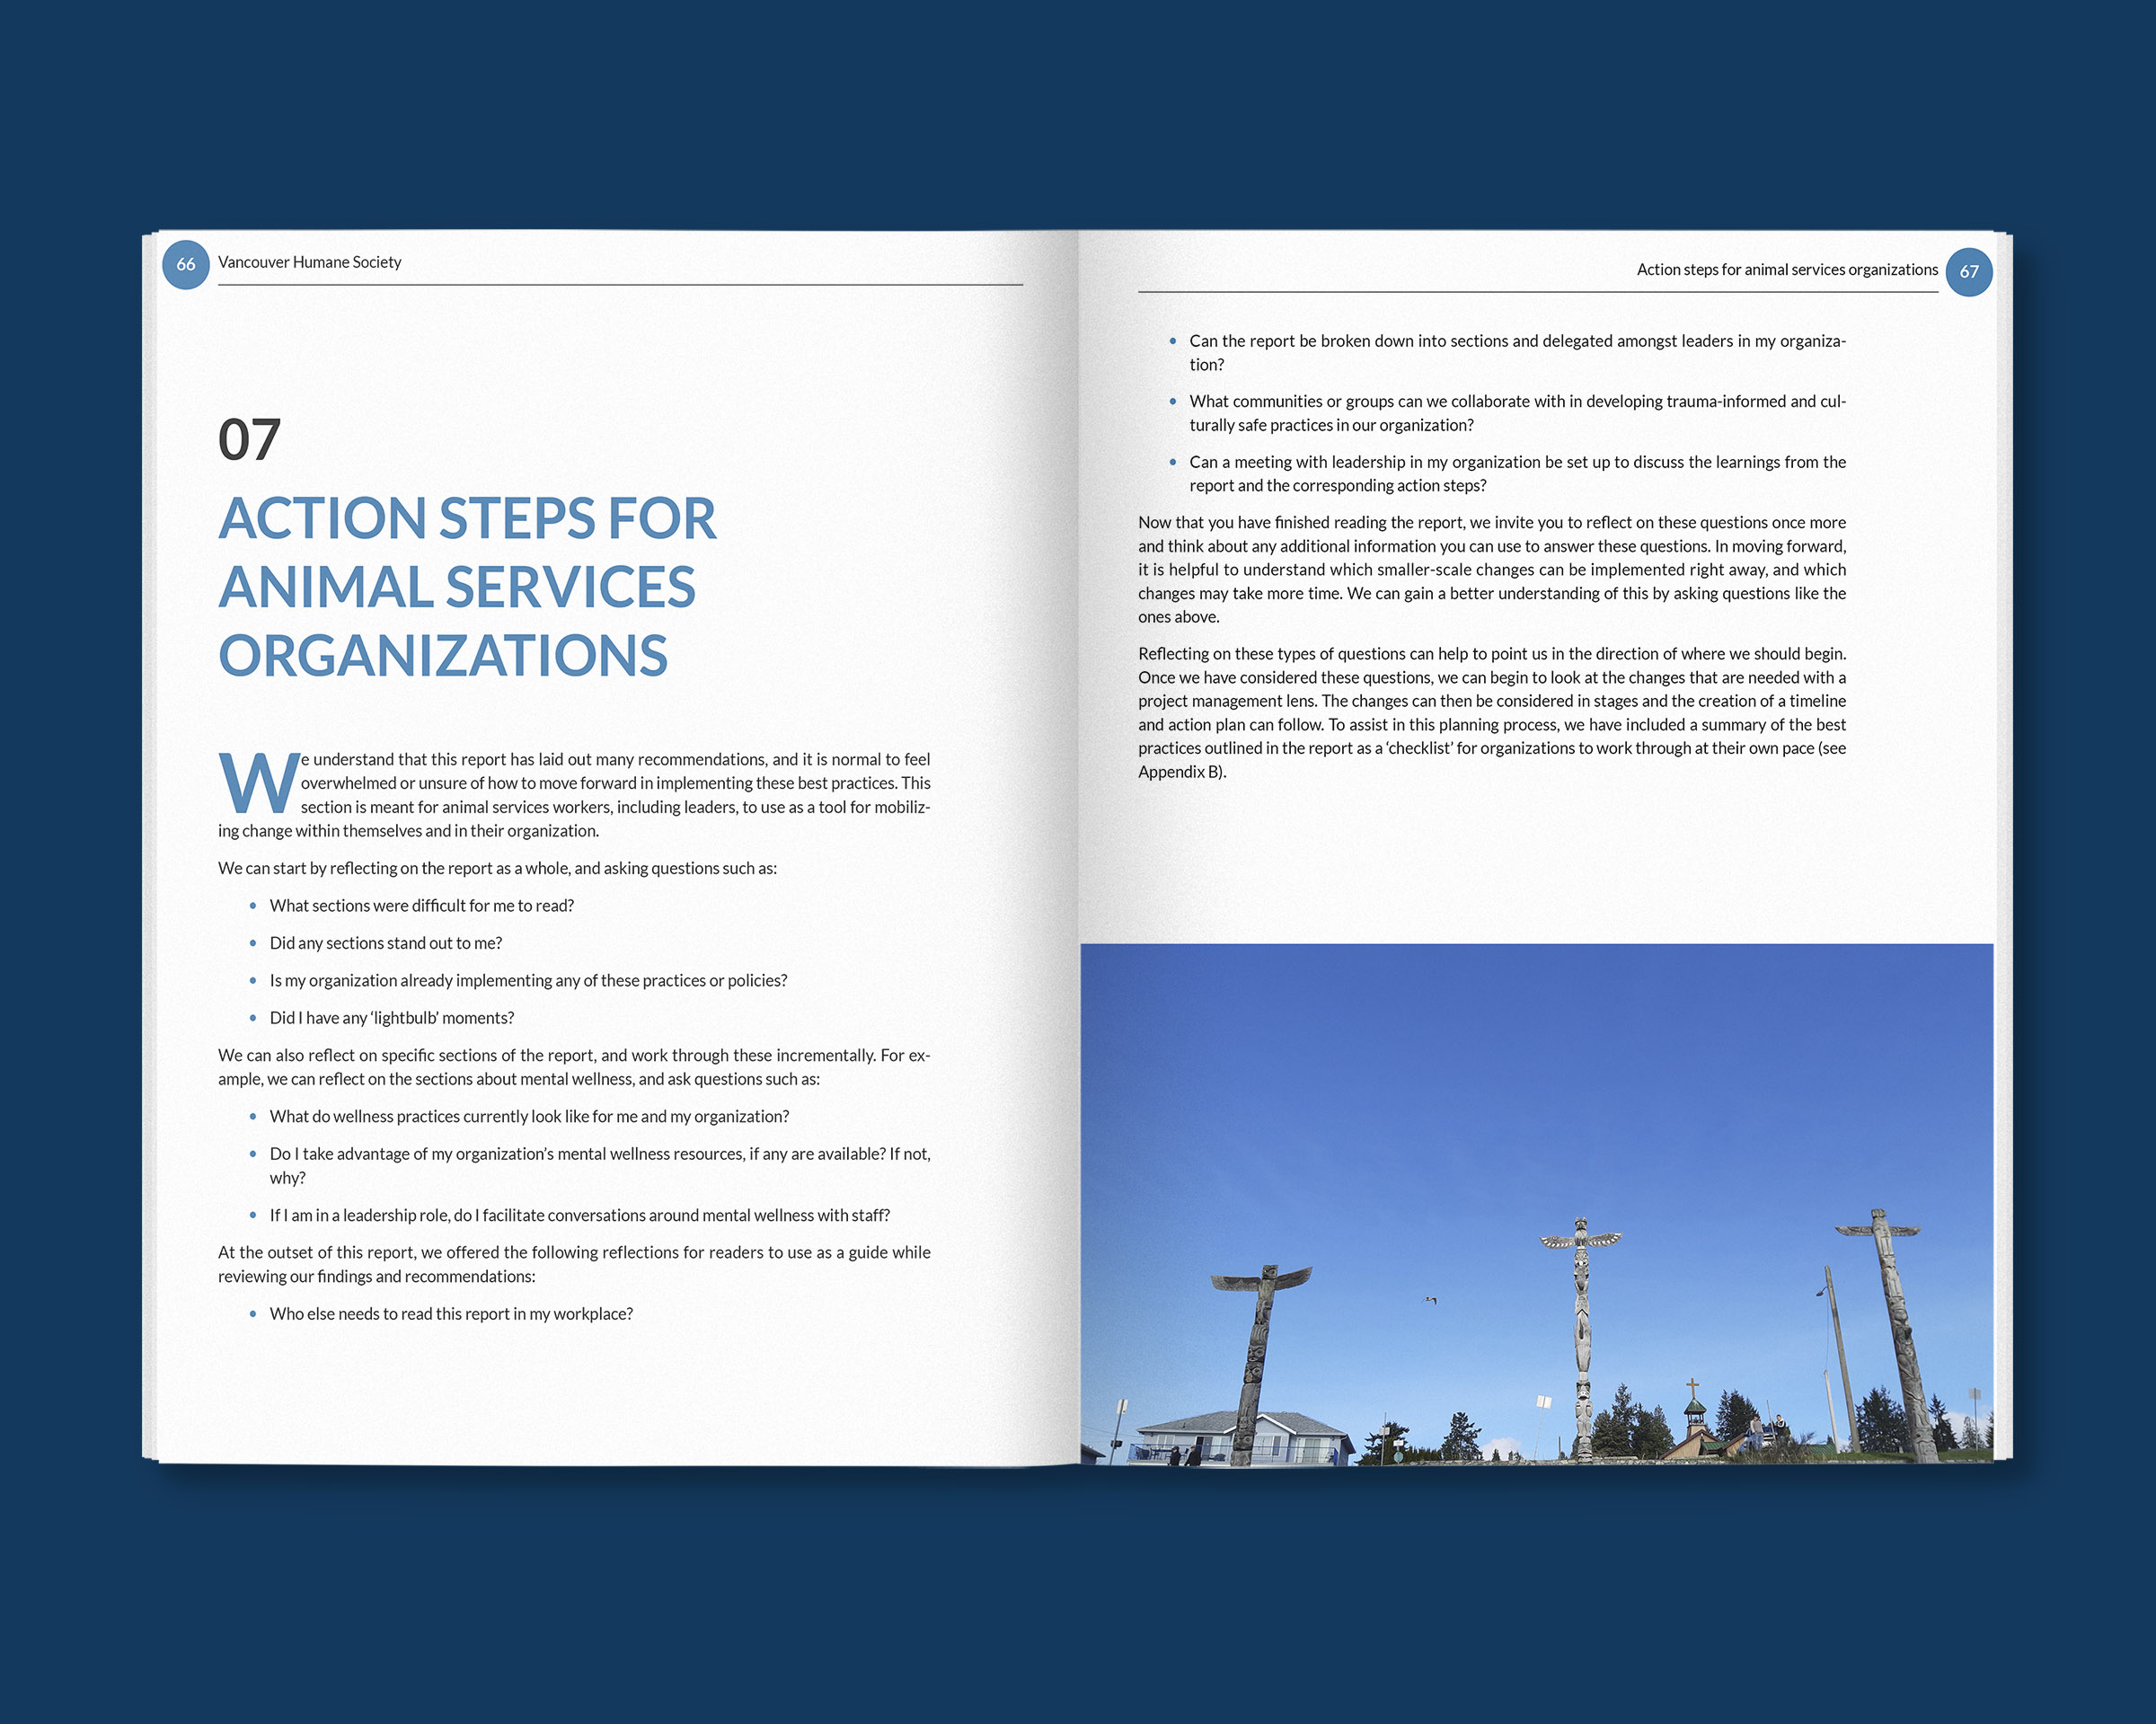 66
Vancouver Humane Society
07
ACTION STEPS FOR
ANIMAL SERVICES
ORGANIZATIONS
We understand that this report has laid out many recommendations, and it is normal to feel
overwhelmed or unsure of how to move forward in implementing these best practices. This
section is meant for animal services workers, including leaders, to use as a tool for mobiliz-
ing change within themselves and in their organization.
We can start by reflecting on the report as a whole, and asking questions such as:
• What sections were difficult for me to read?
• Did any sections stand out to me?
• Is my organization already implementing any of these practices or policies?
• Did I have any ‘lightbulb’ moments?
We can also reflect on specific sections of the report, and work through these incrementally. For ex-
ample, we can reflect on the sections about mental wellness, and ask questions such as:
• What do wellness practices currently look like for me and my organization?
• Do I take advantage of my organization’s mental wellness resources, if any are available? If not,
why?
• If I am in a leadership role, do I facilitate conversations around mental wellness with staff?
At the outset of this report, we offered the following reflections for readers to use as a guide while
reviewing our findings and recommendations:
• Who else needs to read this report in my workplace?
Action steps for animal services organizations
67
• Can the report be broken down into sections and delegated amongst leaders in my organiza-
tion?
• What communities or groups can we collaborate with in developing trauma-informed and cul-
turally safe practices in our organization?
• Can a meeting with leadership in my organization be set up to discuss the learnings from the
report and the corresponding action steps?
Now that you have finished reading the report, we invite you to reflect on these questions once more
and think about any additional information you can use to answer these questions. In moving forward,
it is helpful to understand which smaller-scale changes can be implemented right away, and which
changes may take more time. We can gain a better understanding of this by asking questions like the
ones above.
Reflecting on these types of questions can help to point us in the direction of where we should begin.
Once we have considered these questions, we can begin to look at the changes that are needed with a
project management lens. The changes can then be considered in stages and the creation of a timeline
and action plan can follow. To assist in this planning process, we have included a summary of the best
practices outlined in the report as a ‘checklist’ for organizations to work through at their own pace (see
Appendix B).